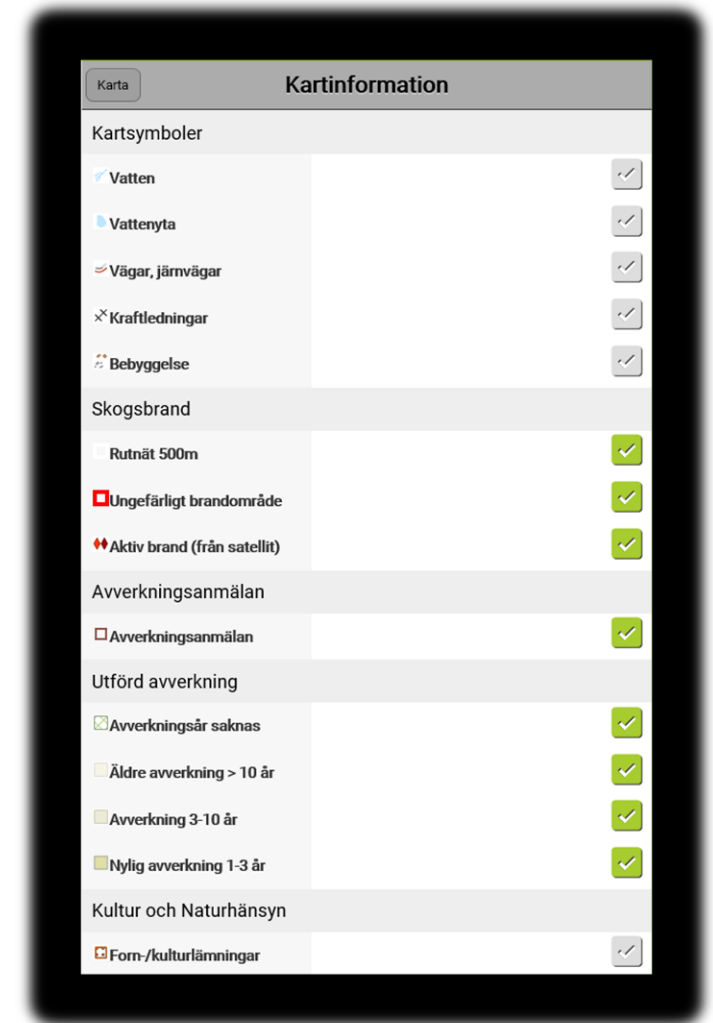 Karta
Kartinformation
Kartsymboler
Vatten
Vattenyta
Vägar, järnvägar
Kraftledningar
Bebyggelse
Skogsbrand
Rutnät 500m
Ungefärligt brandområde
Aktiv brand (från satellit)
Avverkningsanmälan
Avverkningsanmälan
Utförd avverkning
Avverkningsår saknas
Äldre avverkning > 10 år
Avverkning 3-10 år
Nylig avverkning 1-3 år
Kultur och Naturhänsyn
Forn-/kulturlämningar